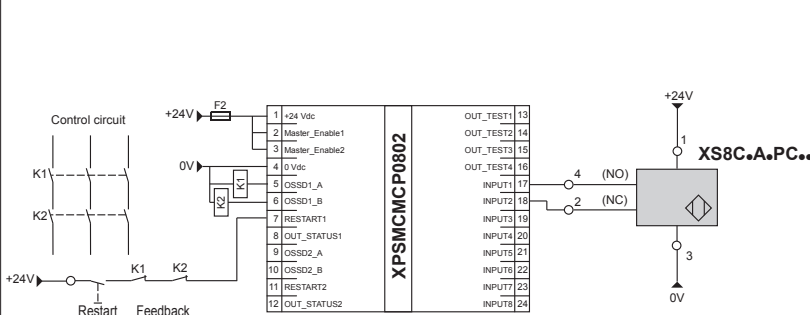 +24V
F2
Control circuit
K1
K2
0V
K1
K2
+24V
K1
K2
Restart
Feedback
1 +24 Vdc
2 Master_Enable1
3 Master_Enable2
4 0 Vdc
5 OSSD1_A
6 OSSD1_B
7 RESTART1
8 OUT_STATUS1
9 OSSD2_A
10 OSSD2_B
11 RESTART2
12 OUT_STATUS2
XPSMCMCP0802
OUT_TEST1 13
OUT_TEST2 14
OUT_TEST3 15
OUT_TEST4 16
INPUT1 17
INPUT2 18
INPUT3 19
INPUT4 20
INPUT5 21
INPUT6 22
INPUT7 23
INPUT8 24
4 (NO)
2 (NC)
+24V
1
XS8C•A•PC••
3
0V